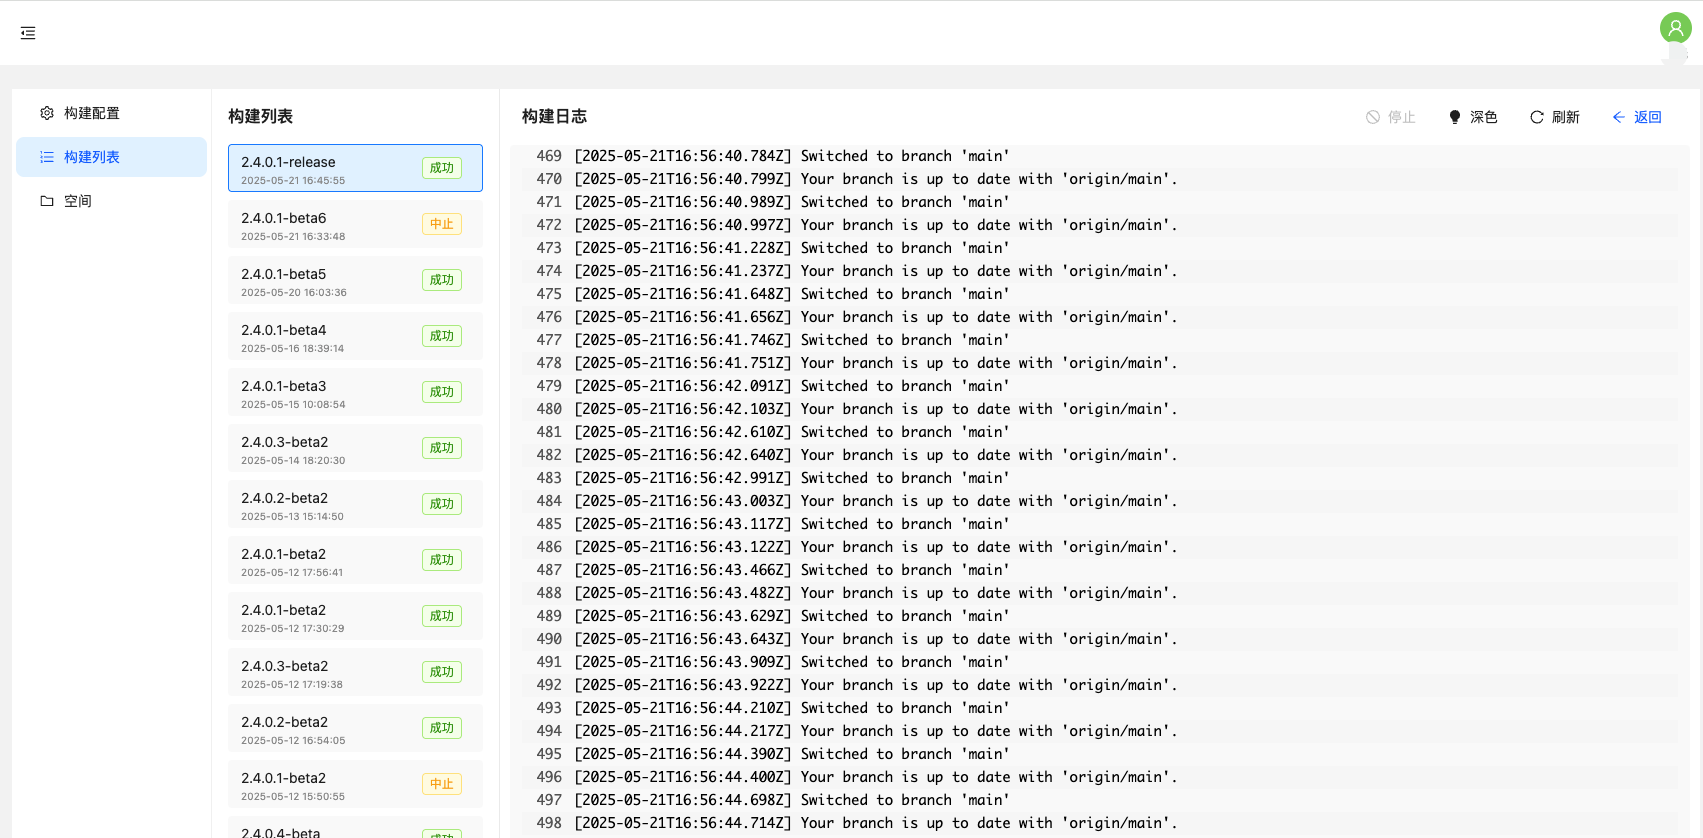 构建配置
构建列表
空间
构建列表
2.4.0.1-release
成功
2025-05-21 16:45:55
2.4.0.1-beta6
中止
2025-05-21 16:33:48
2.4.0.1-beta5
成功
2025-05-20 16:03:36
2.4.0.1-beta4
成功
2025-05-16 18:39:14
2.4.0.1-beta3
成功
2025-05-15 10:08:54
2.4.0.3-beta2
成功
2025-05-14 18:20:30
2.4.0.2-beta2
成功
2025-05-13 15:14:50
2.4.0.1-beta2
成功
2025-05-12 17:56:41
2.4.0.1-beta2
成功
2025-05-12 17:30:29
2.4.0.3-beta2
成功
2025-05-12 17:19:38
2.4.0.2-beta2
成功
2025-05-12 16:54:05
2.4.0.1-beta2
中止
2025-05-12 15:50:55
2.4.0.4-beta
成功
构建日志
停止 深色 刷新 返回
469 [2025-05-21T16:56:40.784Z] Switched to branch 'main'
470 [2025-05-21T16:56:40.799Z] Your branch is up to date with 'origin/main'.
471 [2025-05-21T16:56:40.989Z] Switched to branch 'main'
472 [2025-05-21T16:56:40.997Z] Your branch is up to date with 'origin/main'.
473 [2025-05-21T16:56:41.228Z] Switched to branch 'main'
474 [2025-05-21T16:56:41.237Z] Your branch is up to date with 'origin/main'.
475 [2025-05-21T16:56:41.648Z] Switched to branch 'main'
476 [2025-05-21T16:56:41.656Z] Your branch is up to date with 'origin/main'.
477 [2025-05-21T16:56:41.746Z] Switched to branch 'main'
478 [2025-05-21T16:56:41.751Z] Your branch is up to date with 'origin/main'.
479 [2025-05-21T16:56:42.091Z] Switched to branch 'main'
480 [2025-05-21T16:56:42.103Z] Your branch is up to date with 'origin/main'.
481 [2025-05-21T16:56:42.610Z] Switched to branch 'main'
482 [2025-05-21T16:56:42.640Z] Your branch is up to date with 'origin/main'.
483 [2025-05-21T16:56:42.991Z] Switched to branch 'main'
484 [2025-05-21T16:56:43.003Z] Your branch is up to date with 'origin/main'.
485 [2025-05-21T16:56:43.117Z] Switched to branch 'main'
486 [2025-05-21T16:56:43.122Z] Your branch is up to date with 'origin/main'.
487 [2025-05-21T16:56:43.466Z] Switched to branch 'main'
488 [2025-05-21T16:56:43.482Z] Your branch is up to date with 'origin/main'.
489 [2025-05-21T16:56:43.629Z] Switched to branch 'main'
490 [2025-05-21T16:56:43.643Z] Your branch is up to date with 'origin/main'.
491 [2025-05-21T16:56:43.909Z] Switched to branch 'main'
492 [2025-05-21T16:56:43.922Z] Your branch is up to date with 'origin/main'.
493 [2025-05-21T16:56:44.210Z] Switched to branch 'main'
494 [2025-05-21T16:56:44.217Z] Your branch is up to date with 'origin/main'.
495 [2025-05-21T16:56:44.390Z] Switched to branch 'main'
496 [2025-05-21T16:56:44.400Z] Your branch is up to date with 'origin/main'.
497 [2025-05-21T16:56:44.698Z] Switched to branch 'main'
498 [2025-05-21T16:56:44.714Z] Your branch is up to date with 'origin/main'.